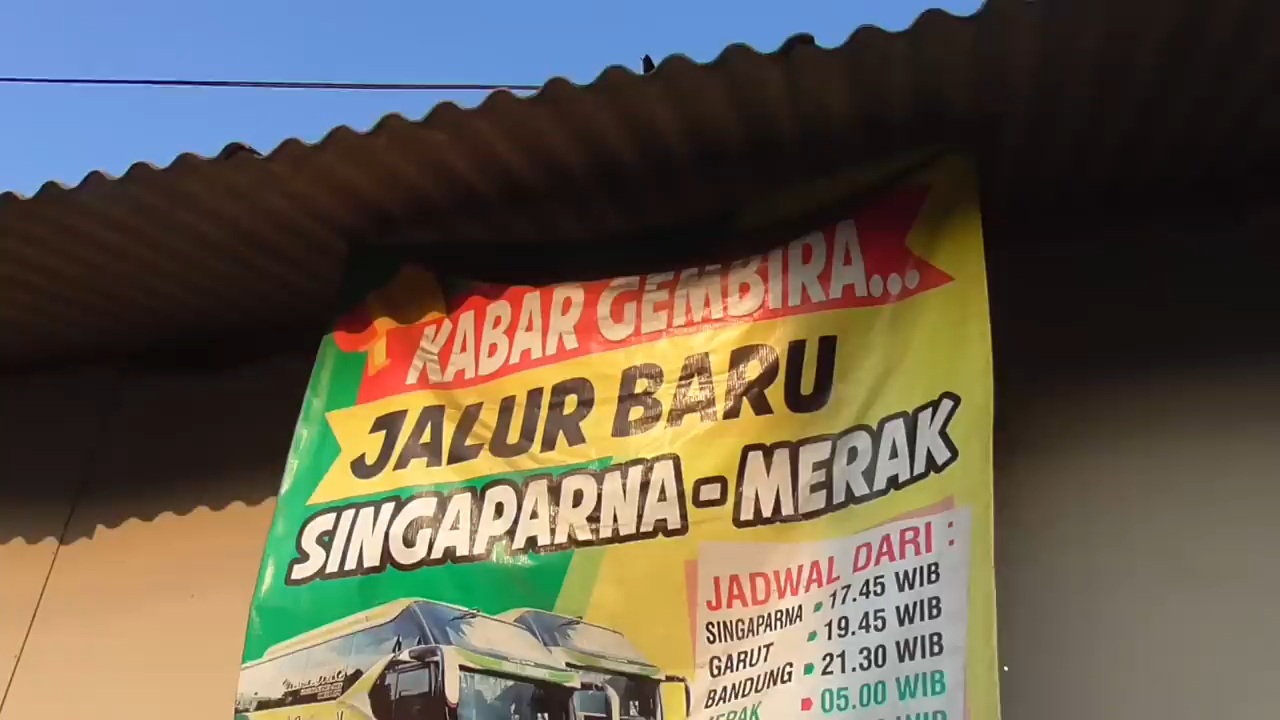 KABAR GEMBIRA...
JALUR BARU
SINGAPARNA - MERAK
JADWAL DARI :
SINGAPARNA 17.45 WIB
GARUT 19.45 WIB
BANDUNG 21.30 WIB
MERAK 05.00 WIB
WIB